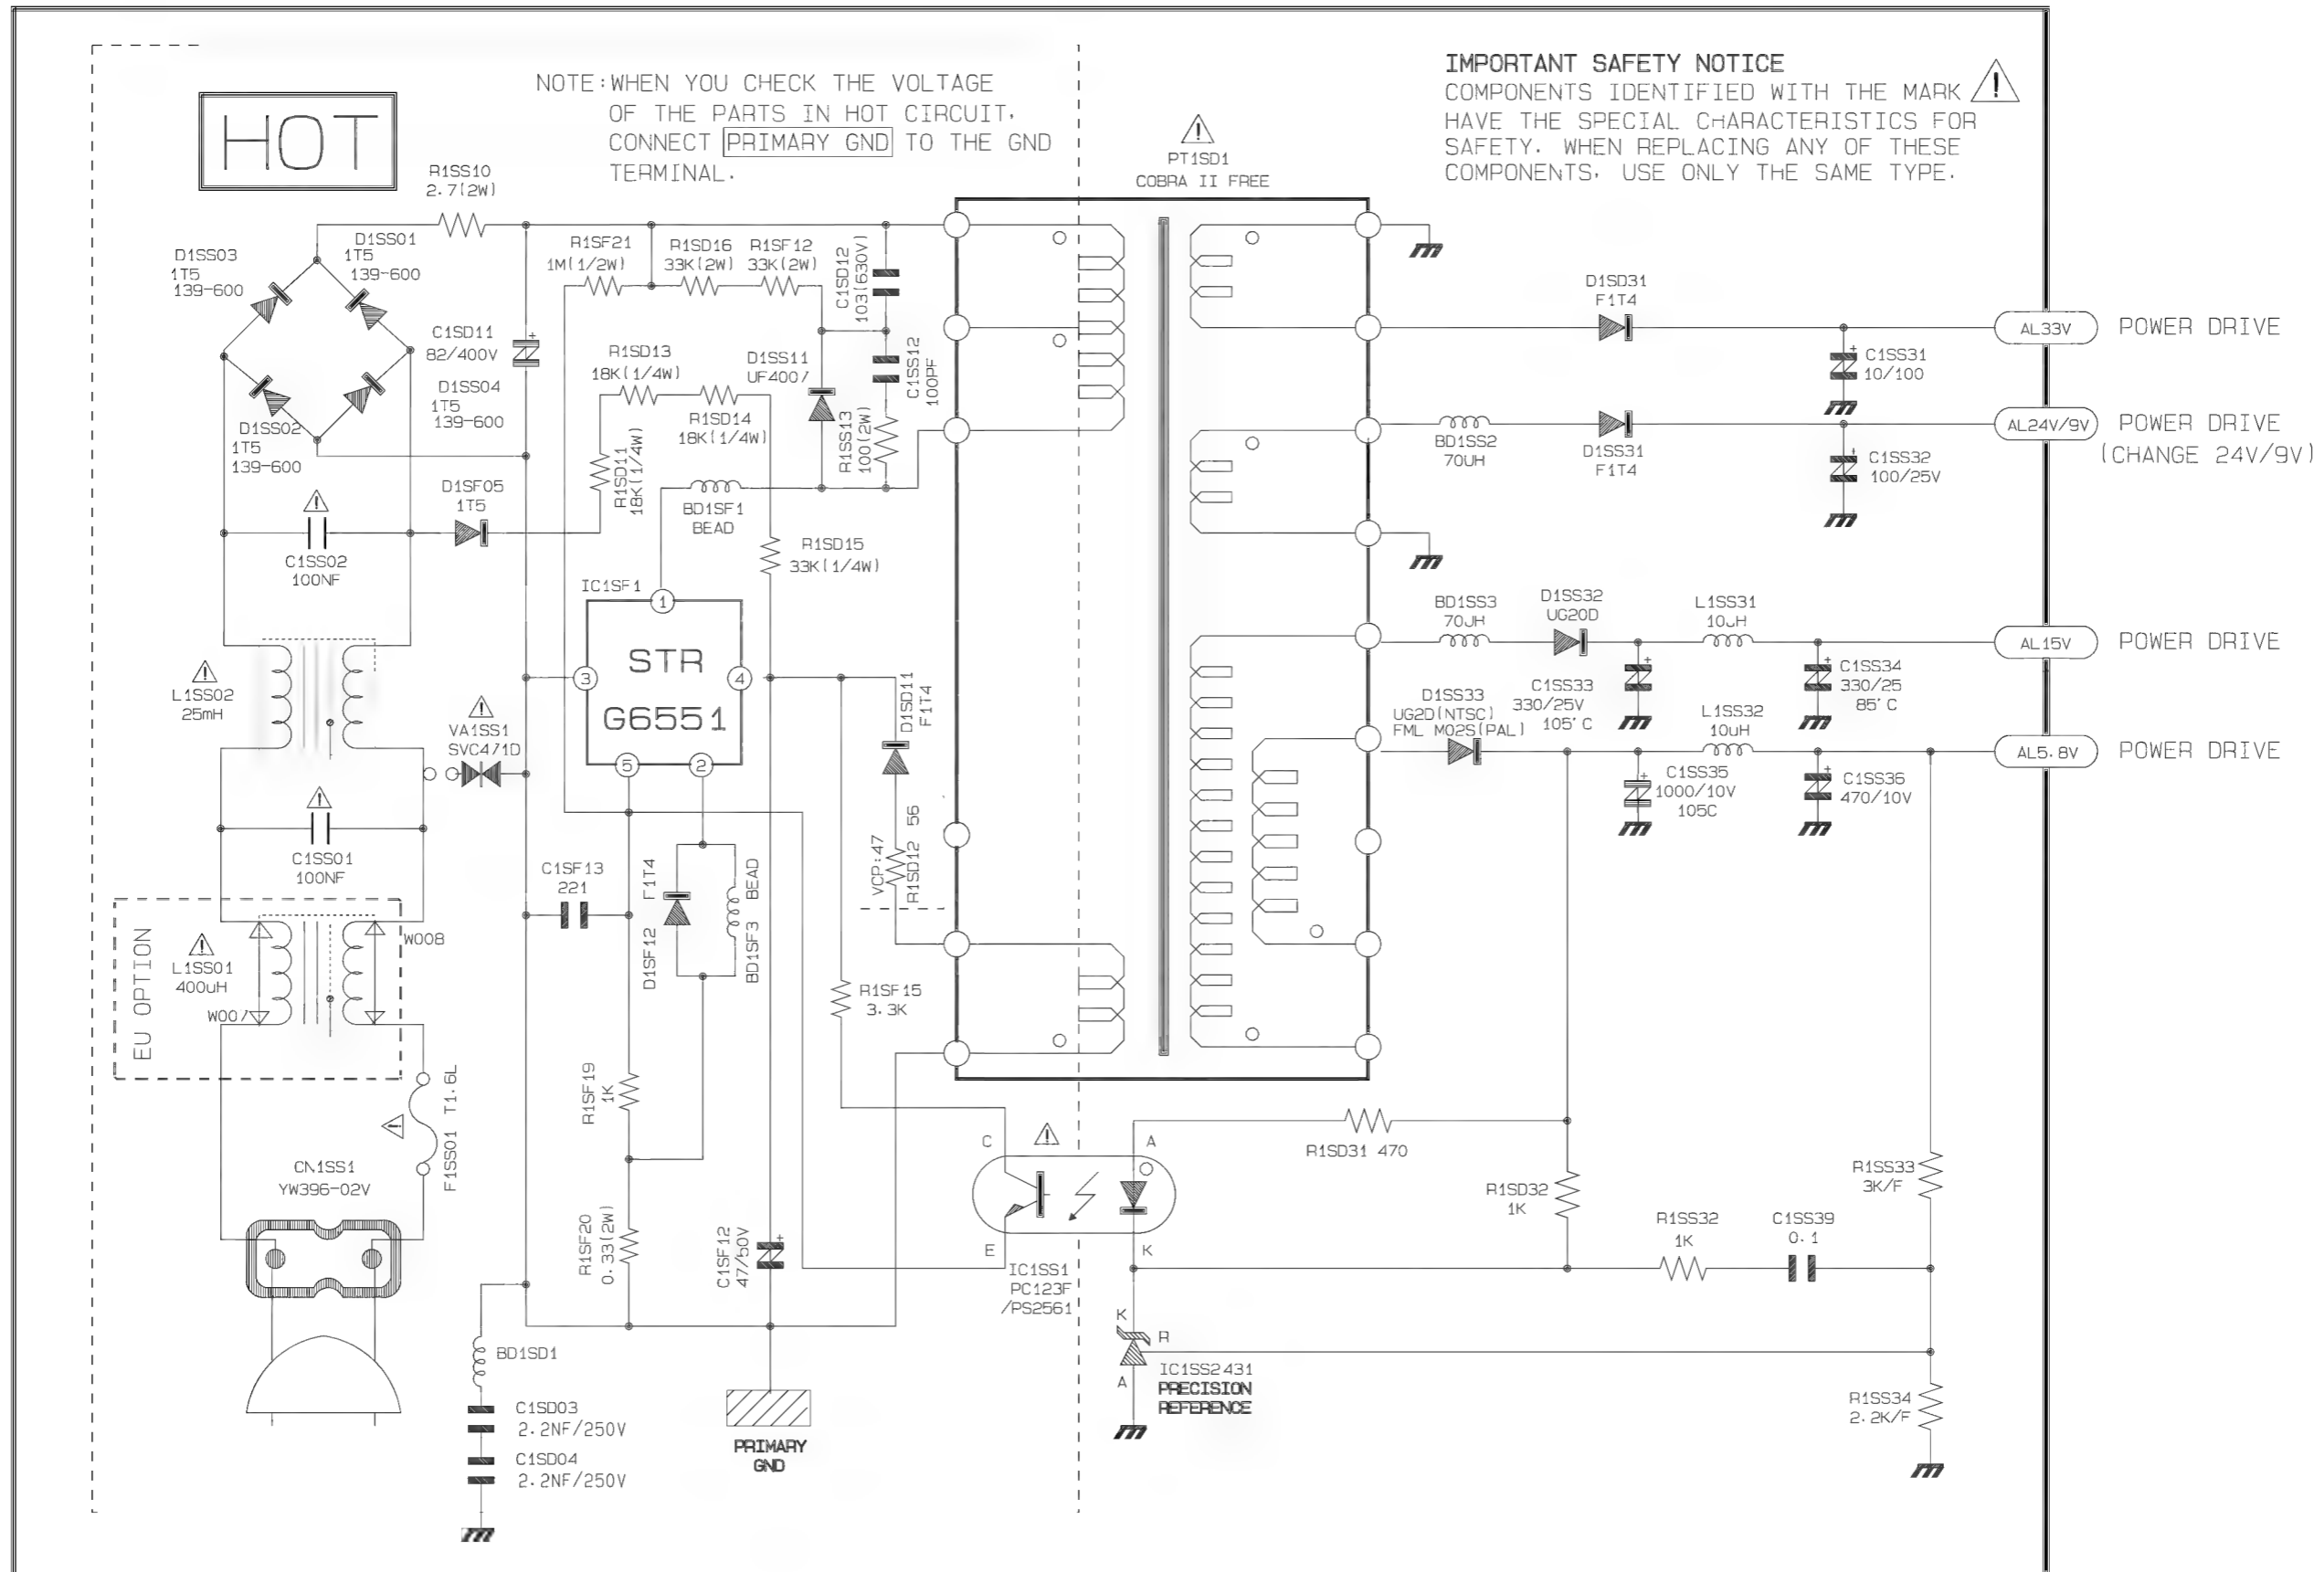 HOT
NOTE:WHEN YOU CHECK THE VOLTAGE
OF THE PARTS IN HOT CIRCUIT,
CONNECT PRIMARY GND TO THE GND
TERMINAL.
IMPORTANT SAFETY NOTICE
COMPONENTS IDENTIFIED WITH THE MARK !
HAVE THE SPECIAL CHARACTERISTICS FOR
SAFETY. WHEN REPLACING ANY OF THESE
COMPONENTS, USE ONLY THE SAME TYPE.
!
PT1SD1
COBRA II FREE
R1SS10
2.7(2W)
D1SS03
1T5
139-600
D1SS01
1T5
139-600
C1SD11
82/400V
D1SS04
1T5
139-600
D1SS02
1T5
139-600
R1SF21
1M(1/2W)
R1SD16
33K(2W)
R1SF12
33K(2W)
C1SD12
103(630V)
R1SD13
18K(1/4W)
D1SS11
UF4007
C1SS12
100PF
R1SD14
18K(1/4W)
R1SS13
100(2W)
R1SD11
18K(1/4W)
D1SF05
1T5
BD1SF1
BEAD
!
C1SS02
100NF
R1SD15
33K(1/4W)
IC1SF1
1
STR
G6551
3
4
5
2
!
L1SS02
25mH
!
VA1SS1
SVC471D
D1SD11
F1T4
VCP:47
R1SD12 56
!
C1SS01
100NF
C1SF13
221
D1SF12 F1T4
BD1SF3 BEAD
EU OPTION
!
L1SS01
400uH
W008
W007
R1SF15
3.3K
R1SF19
1K
!
F1SS01 T1.6L
CN1SS1
YW396-02V
R1SF20
0.33(2W)
C1SF12
47/50V
BD1SD1
C1SD03
2.2NF/250V
C1SD04
2.2NF/250V
PRIMARY
GND
C
!
A
E
K
IC1SS1
PC123F
/PS2561
K
R
A
IC1SS2431
PRECISION
REFERENCE
R1SD31 470
R1SD32
1K
R1SS32
1K
C1SS39
0.1
R1SS33
3K/F
R1SS34
2.2K/F
D1SD31
F1T4
C1SS31
10/100
AL33V
POWER DRIVE
BD1SS2
70UH
D1SS31
F1T4
C1SS32
100/25V
AL24V/9V
POWER DRIVE
(CHANGE 24V/9V)
BD1SS3
70UH
D1SS32
UG20D
L1SS31
10uH
AL15V
POWER DRIVE
C1SS33
330/25V
105'C
C1SS34
330/25
85'C
D1SS33
UG2D(NTSC)
FML M02S(PAL)
L1SS32
10uH
AL5.8V
POWER DRIVE
C1SS35
1000/10V
105C
C1SS36
470/10V